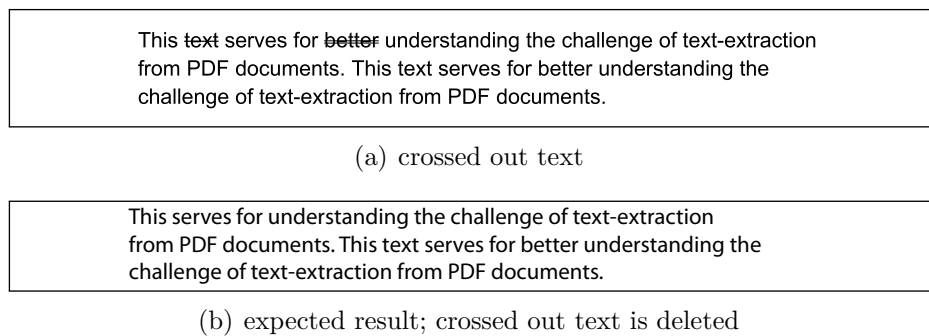 This ~~text~~ serves for ~~better~~ understanding the challenge of text-extraction
from PDF documents. This text serves for better understanding the
challenge of text-extraction from PDF documents.
(a) crossed out text
This serves for understanding the challenge of text-extraction
from PDF documents. This text serves for better understanding the
challenge of text-extraction from PDF documents.
(b) expected result; crossed out text is deleted